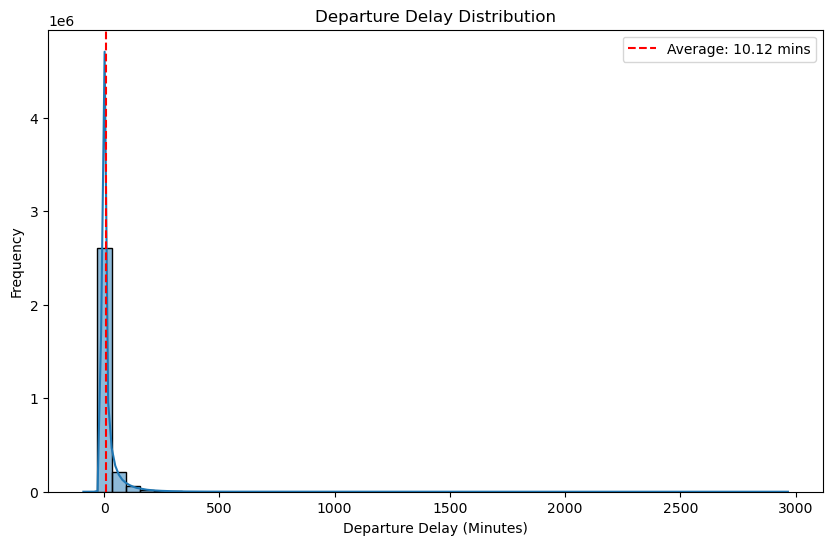 Departure Delay Distribution
1e6
Average: 10.12 mins
4
3
2
1
0
Frequency
0 500 1000 1500 2000 2500 3000
Departure Delay (Minutes)